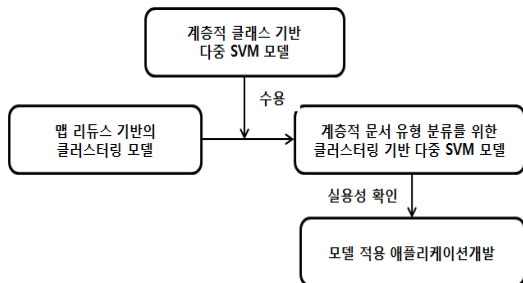 계층적 클래스 기반
다중 SVM 모델
수용
맵 리듀스 기반의
클러스터링 모델
계층적 문서 유형 분류를 위한
클러스터링 기반 다중 SVM 모델
실용성 확인
모델 적용 애플리케이션개발